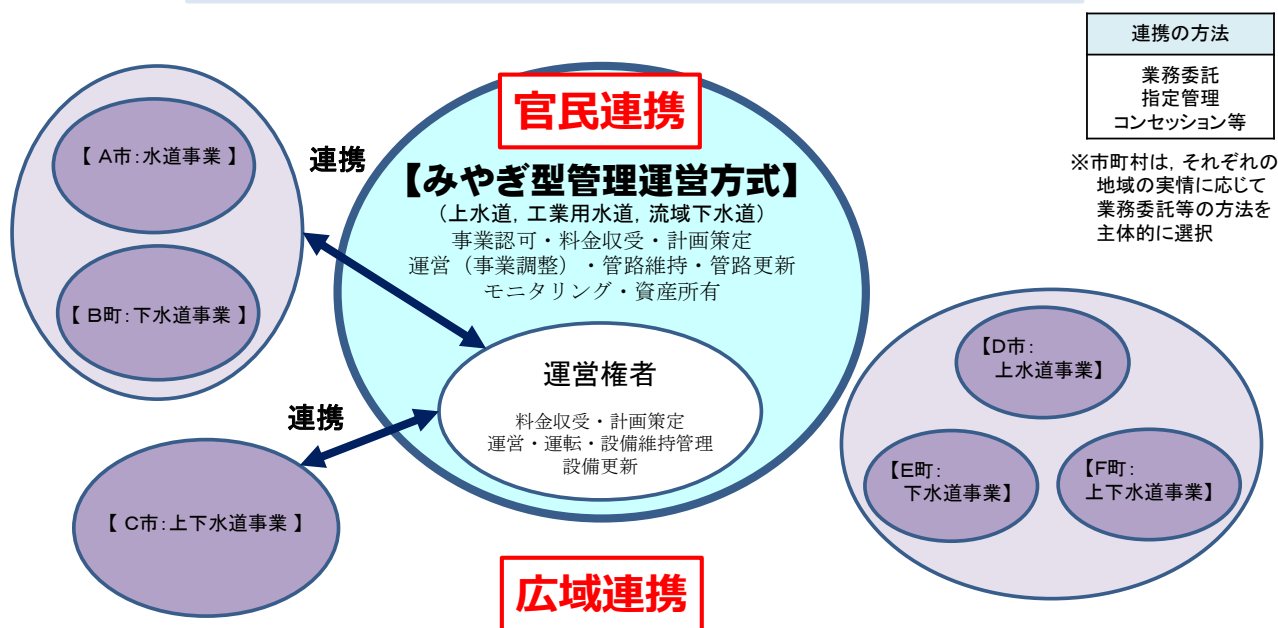 連携の方法
業務委託
指定管理
コンセッション等
※市町村は，それぞれの
地域の実情に応じて
業務委託等の方法を
主体的に選択
官民連携
【みやぎ型管理運営方式】
（上水道，工業用水道，流域下水道）
事業認可・料金収受・計画策定
運営（事業調整）・管路維持・管路更新
モニタリング・資産所有
運営権者
料金収受・計画策定
運営・運転・設備維持管理
設備更新
連携
【 A市：水道事業 】
【 B町：下水道事業 】
連携
【 C市：上下水道事業 】
【D市：
上水道事業】
【E町：
下水道事業】
【F町：
上下水道事業】
広域連携